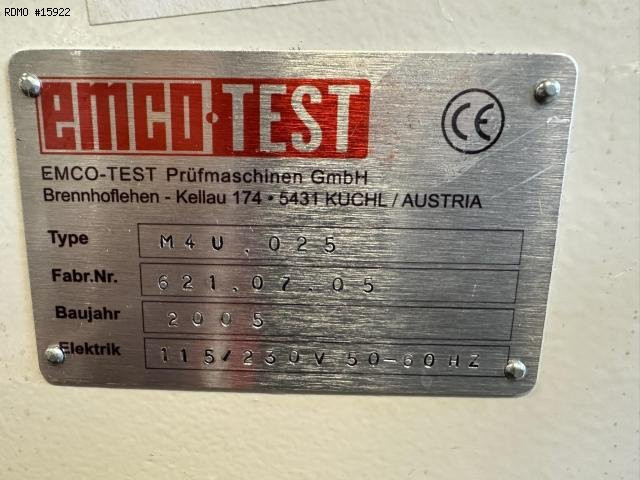 RDMO #15922
emco·TEST
CE
EMCO-TEST Prüfmaschinen GmbH
Brennhoflehen - Kellau 174 • 5431 KUCHL / AUSTRIA
Type M4U.025
Fabr.Nr. 621.07.05
Baujahr 2005
Elektrik 115/230V 50-60HZ